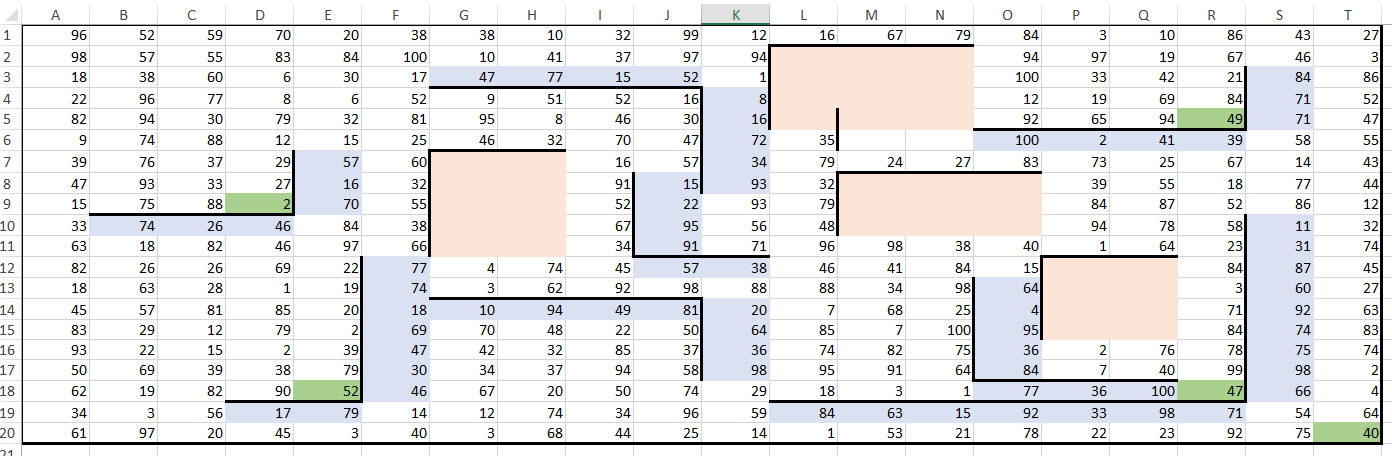 A B C D E F G H I J K L M N O P Q R S T
1 96 52 59 70 20 38 38 10 32 99 12 16 67 79 84 3 10 86 43 27
2 98 57 55 83 84 100 10 41 37 97 94 94 97 19 67 46 3
3 18 38 60 6 30 17 47 77 15 52 1 100 33 42 21 84 86
4 22 96 77 8 6 52 9 51 52 16 8 12 19 69 84 71 52
5 82 94 30 79 32 81 95 8 46 30 16 92 65 94 49 71 47
6 9 74 88 12 15 25 46 32 70 47 72 35 100 2 41 39 58 55
7 39 76 37 29 57 60 16 57 34 79 24 27 83 73 25 67 14 43
8 47 93 33 27 16 32 91 15 93 32 39 55 18 77 44
9 15 75 88 2 70 55 52 22 93 79 84 87 52 86 12
10 33 74 26 46 84 38 67 95 56 48 94 78 58 11 32
11 63 18 82 46 97 66 34 91 71 96 98 38 40 1 64 23 31 74
12 82 26 26 69 22 77 4 74 45 57 38 46 41 84 15 84 87 45
13 18 63 28 1 19 74 3 62 92 98 88 88 34 98 64 3 60 27
14 45 57 81 85 20 18 10 94 49 81 20 7 68 25 4 71 92 63
15 83 29 12 79 2 69 70 48 22 50 64 85 7 100 95 84 74 83
16 93 22 15 2 39 47 42 32 85 37 36 74 82 75 36 2 76 78 75 74
17 50 69 39 38 79 30 34 37 94 58 98 95 91 64 84 7 40 99 98 2
18 62 19 82 90 52 46 67 20 50 74 29 18 3 1 77 36 100 47 66 4
19 34 3 56 17 79 14 12 74 34 96 59 84 63 15 92 33 98 71 54 64
20 61 97 20 45 3 40 3 68 44 25 14 1 53 21 78 22 23 92 75 40
21